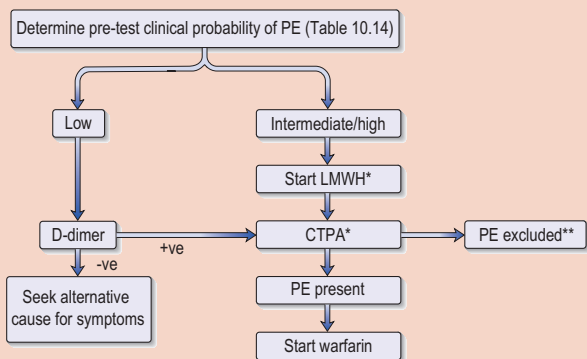 Determine pre-test clinical probability of PE (Table 10.14)
Low
Intermediate/high
Start LMWH*
D-dimer
+ve
CTPA*
PE excluded**
-ve
Seek alternative
cause for symptoms
PE present
Start warfarin